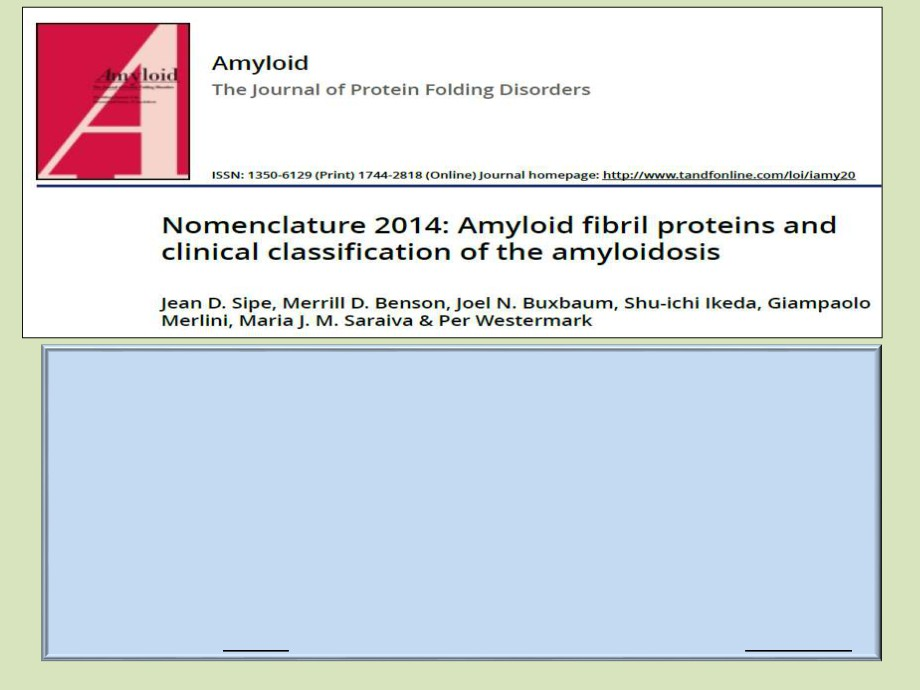 Amyloid
Amyloid
The Journal of Protein Folding Disorders
ISSN: 1350-6129 (Print) 1744-2818 (Online) Journal homepage: http://www.tandfonline.com/loi/iamy20
Nomenclature 2014: Amyloid fibril proteins and
clinical classification of the amyloidosis
Jean D. Sipe, Merrill D. Benson, Joel N. Buxbaum, Shu-ichi Ikeda, Giampaolo
Merlini, Maria J. M. Saraiva & Per Westermark